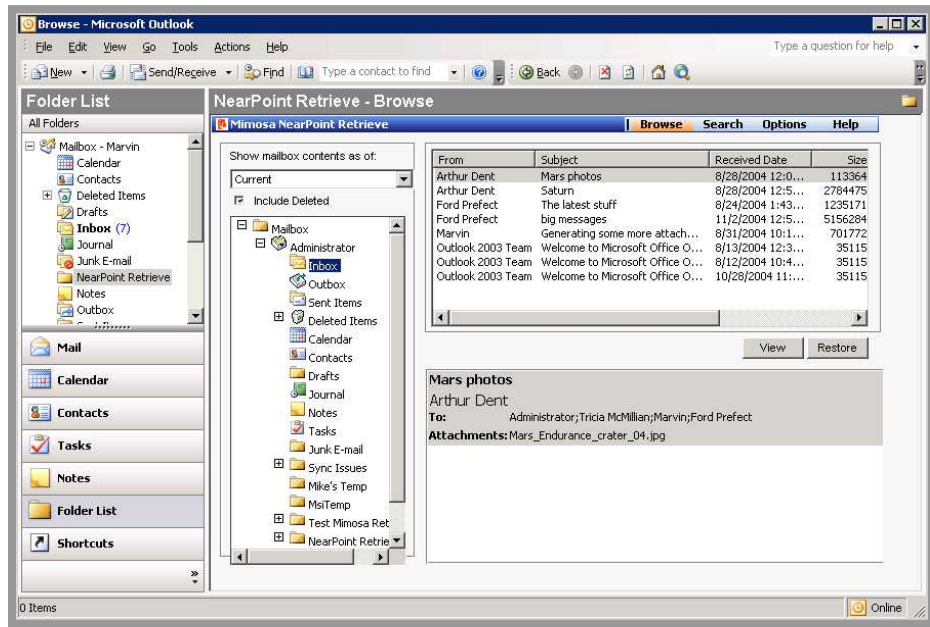 Browse - Microsoft Outlook
File Edit View Go Tools Actions Help Type a question for help
New Send/Receive Find Type a contact to find Back
Folder List
All Folders
Mailbox - Marvin
Calendar
Contacts
Deleted Items
Drafts
Inbox (7)
Journal
Junk E-mail
NearPoint Retrieve
Notes
Outbox
Mail
Calendar
Contacts
Tasks
Notes
Folder List
Shortcuts
NearPoint Retrieve - Browse
Mimosa NearPoint Retrieve Browse Search Options Help
Show mailbox contents as of:
Current
Include Deleted
Mailbox
Administrator
Inbox
Outbox
Sent Items
Deleted Items
Calendar
Contacts
Drafts
Journal
Notes
Tasks
Junk E-mail
Sync Issues
Mike's Temp
MsiTemp
Test Mimosa Ret
NearPoint Retrie
From Subject Received Date Size
Arthur Dent Mars photos 8/28/2004 12:0... 113364
Arthur Dent Saturn 8/28/2004 12:5... 2784475
Ford Prefect The latest stuff 8/24/2004 1:43... 1235171
Ford Prefect big messages 11/2/2004 12:5... 5156284
Marvin Generating some more attach... 8/31/2004 10:1... 701772
Outlook 2003 Team Welcome to Microsoft Office O... 8/13/2004 12:3... 35115
Outlook 2003 Team Welcome to Microsoft Office O... 8/12/2004 10:4... 35115
Outlook 2003 Team Welcome to Microsoft Office O... 10/28/2004 11:... 35115
View Restore
Mars photos
Arthur Dent
To: Administrator;Tricia McMillian;Marvin;Ford Prefect
Attachments: Mars_Endurance_crater_04.jpg
0 Items Online